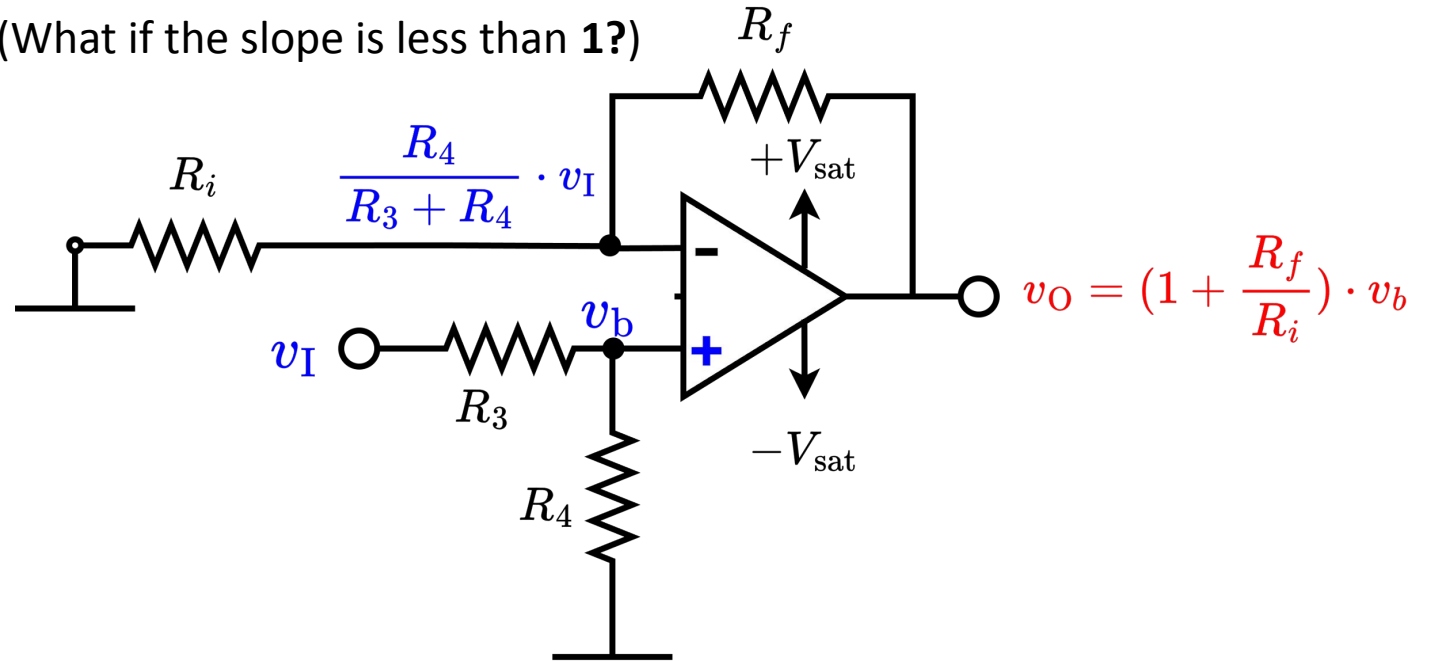 (What if the slope is less than 1?)
R_f
+V_sat
R_i
R_4 / (R_3 + R_4) · v_I
-
v_O = (1 + R_f / R_i) · v_b
v_b
v_I
+
R_3
−V_sat
R_4